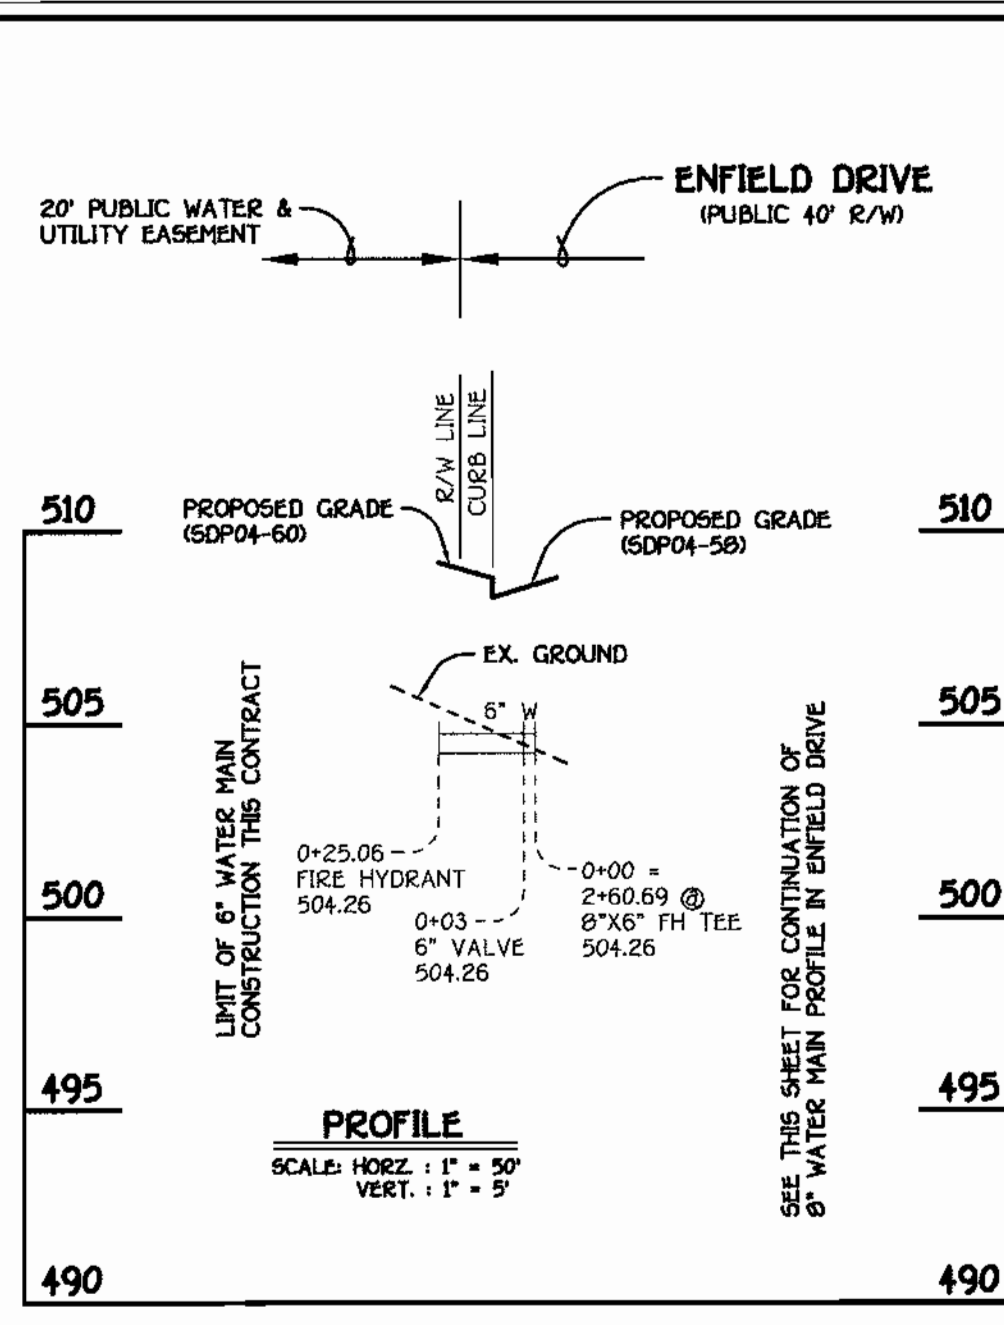 20' PUBLIC WATER &
UTILITY EASEMENT
ENFIELD DRIVE
(PUBLIC 40' R/W)
R/W LINE
CURB LINE
510
PROPOSED GRADE
(SDP04-60)
PROPOSED GRADE
(SDP04-58)
510
EX. GROUND
505
6" W
505
LIMIT OF 6" WATER MAIN
CONSTRUCTION THIS CONTRACT
SEE THIS SHEET FOR CONTINUATION OF
8" WATER MAIN PROFILE IN ENFIELD DRIVE
0+25.06
FIRE HYDRANT
504.26
0+03
6" VALVE
504.26
0+00 =
2+60.69 @
8"X6" FH TEE
504.26
500
500
495
495
PROFILE
SCALE: HORZ. : 1" = 50'
VERT. : 1" = 5'
490
490